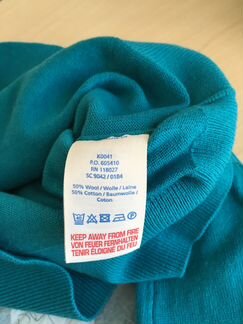 K0041
P.O. 605410
RN 118027
SC 9042 / 0184
50% Wool / Wolle / Laine
50% Cotton / Baumwolle /
Coton
KEEP AWAY FROM FIRE
VON FEUER FERNHALTEN
TENIR ÉLOIGNÉ DU FEU